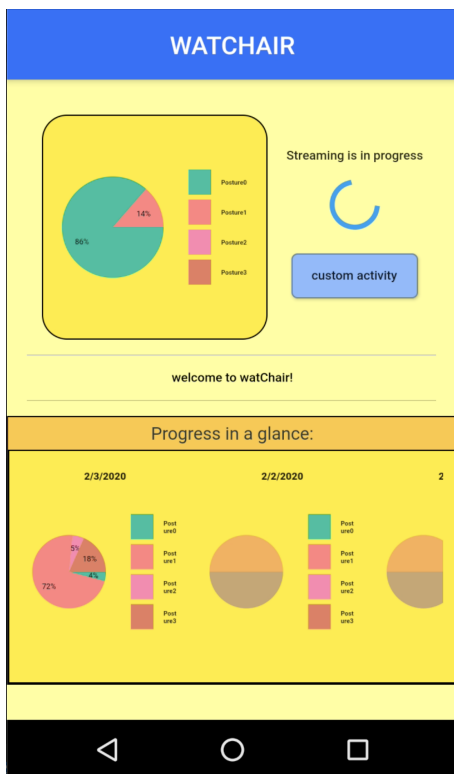 WATCHAIR
Streaming is in progress
Posture0
14%
Posture1
86%
Posture2
Posture3
custom activity
welcome to watChair!
Progress in a glance:
2/3/2020
2/2/2020
2
Post
ure0
Post
ure1
Post
ure2
Post
ure3
5%
18%
4%
72%
Post
ure0
Post
ure1
Post
ure2
Post
ure3